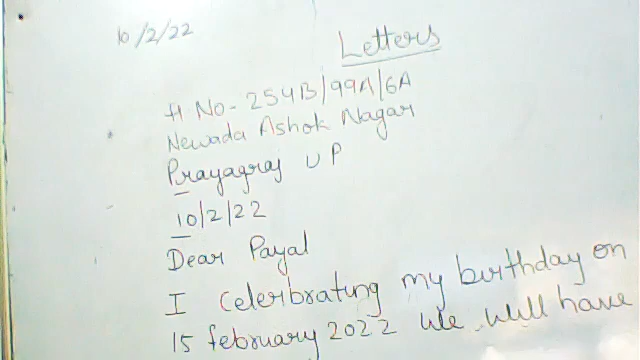 10/2/22
Letters
H No- 254B/99A/6A
Newada Ashok Nagar
Prayagraj UP
10/2/22
Dear Payal
I Celerbrating my birthday on
15 february 2022 We will have